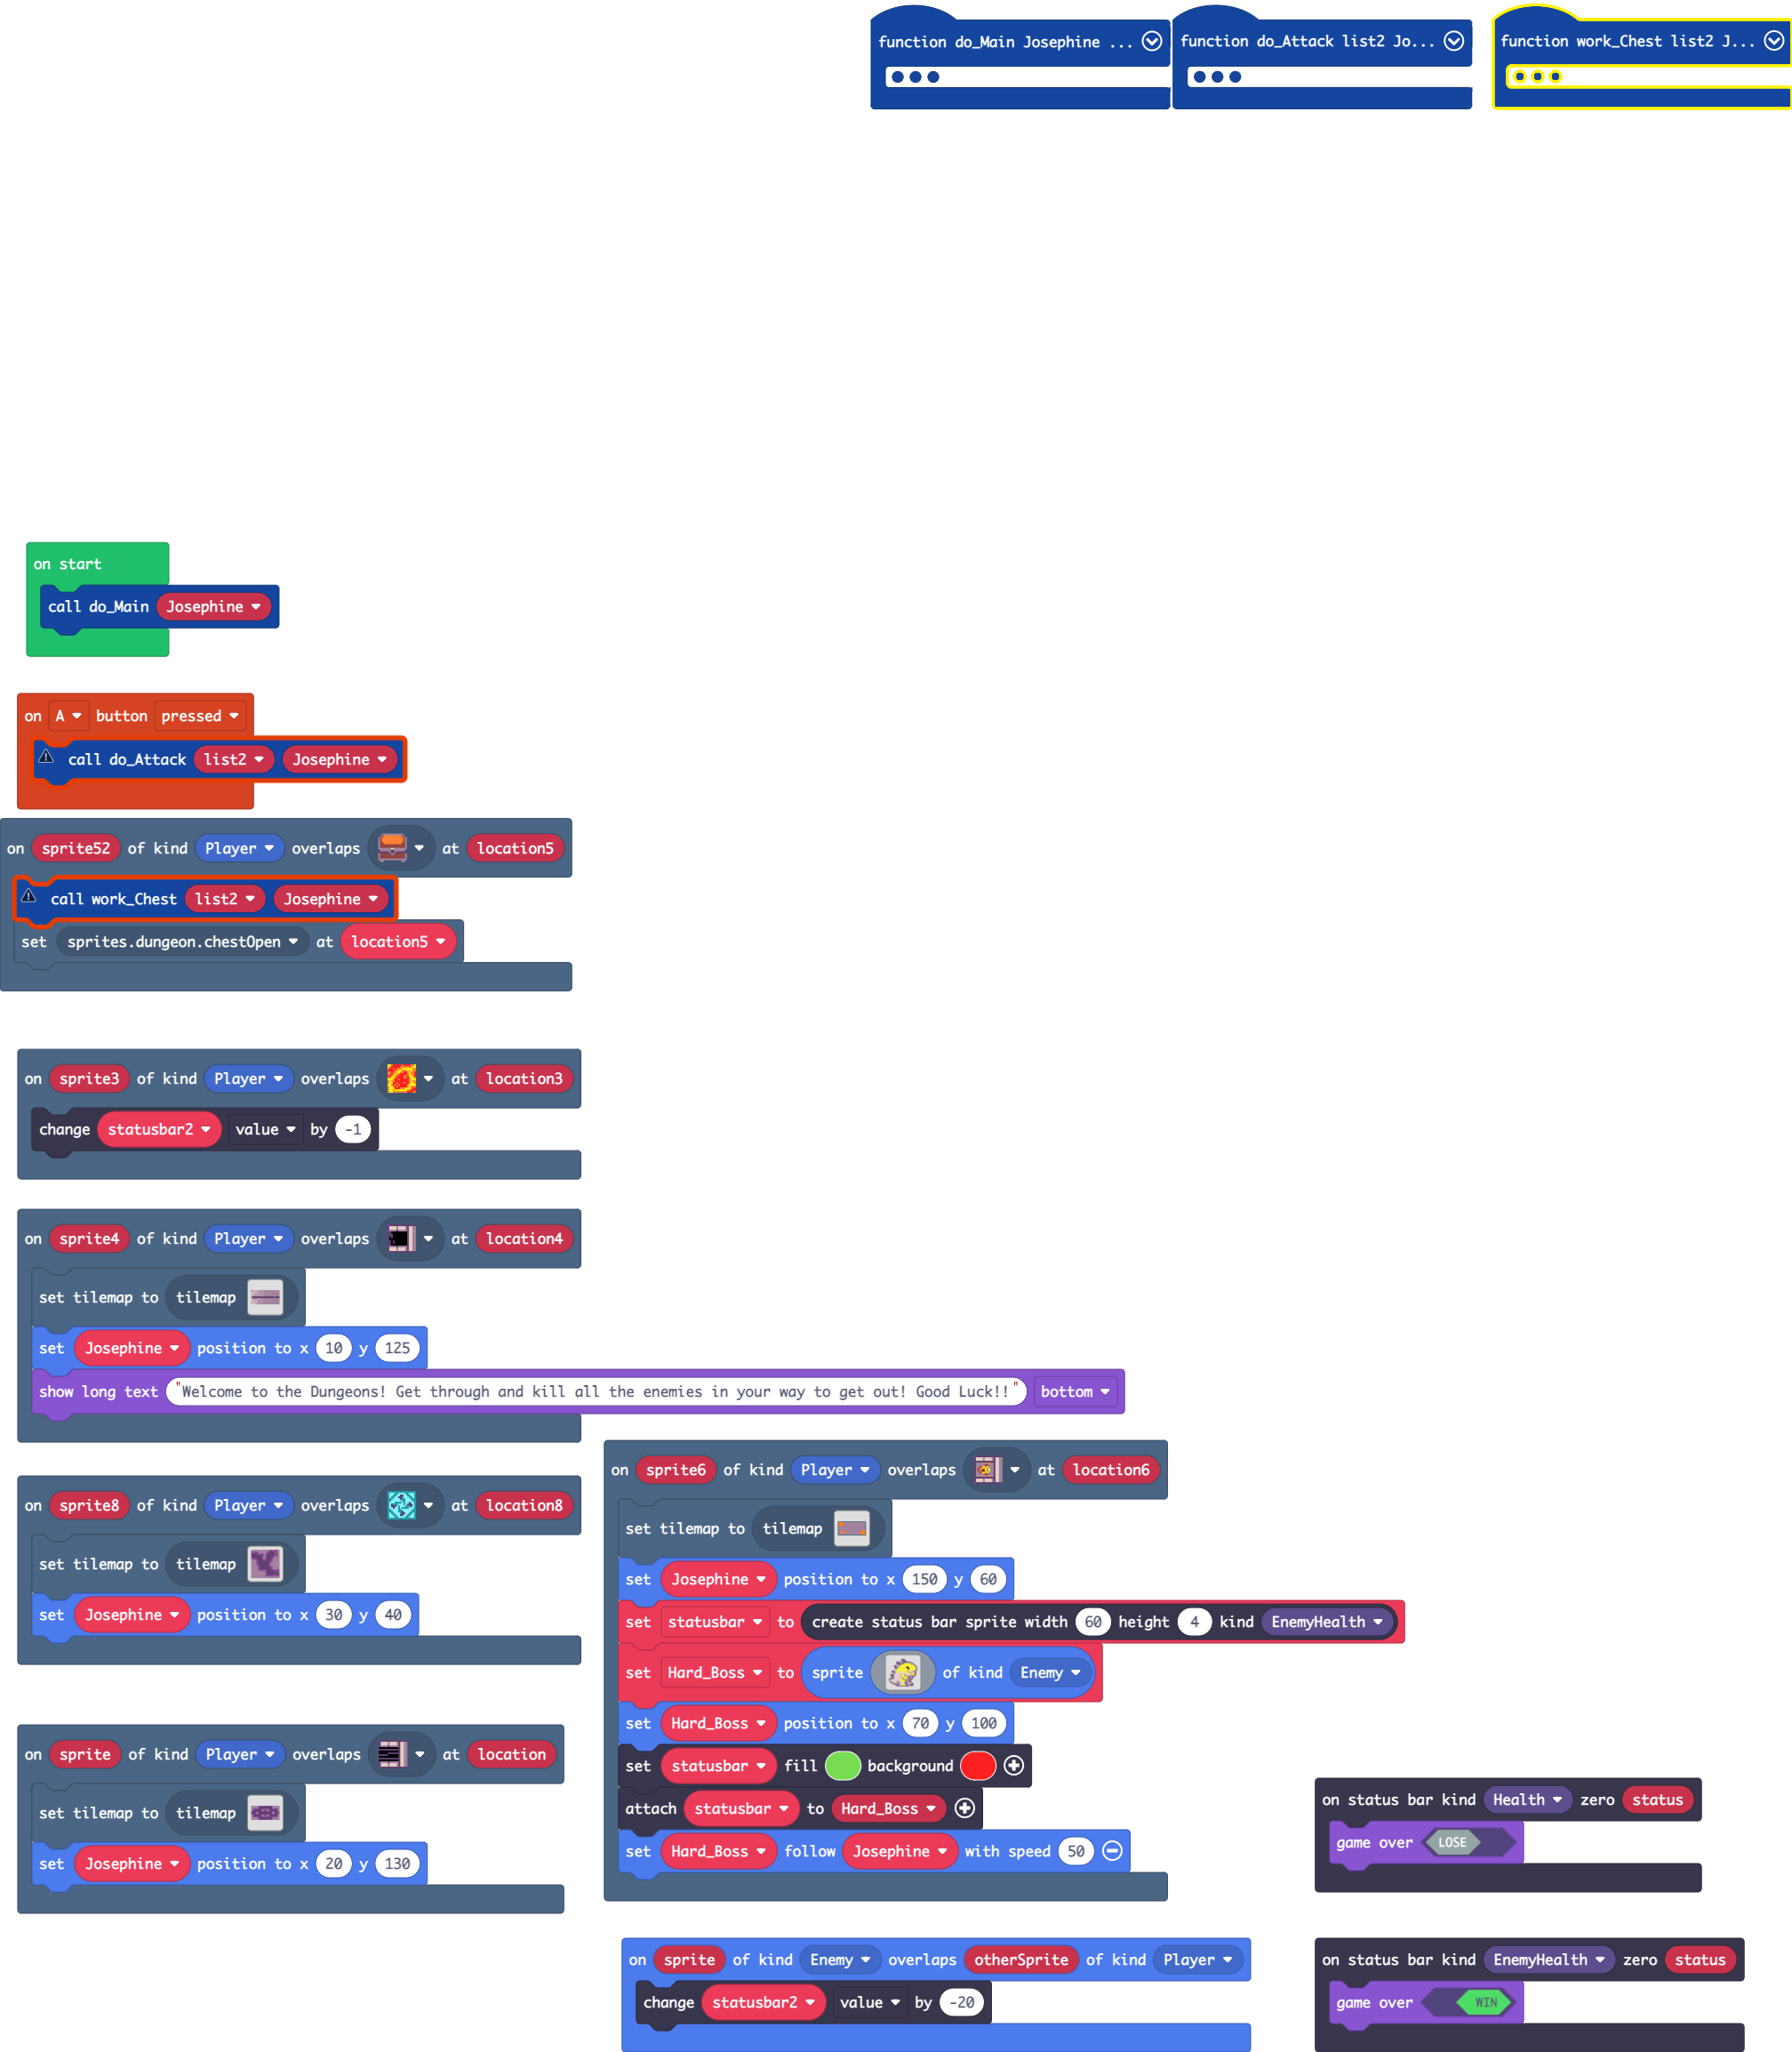 function do_Main Josephine ...
function do_Attack list2 Jo...
function work_Chest list2 J...
on start
call do_Main Josephine
on A button pressed
call do_Attack list2 Josephine
on sprite52 of kind Player overlaps at location5
call work_Chest list2 Josephine
set sprites.dungeon.chestOpen at location5
on sprite3 of kind Player overlaps at location3
change statusbar2 value by -1
on sprite4 of kind Player overlaps at location4
set tilemap to tilemap
set Josephine position to x 10 y 125
show long text "Welcome to the Dungeons! Get through and kill all the enemies in your way to get out! Good Luck!!" bottom
on sprite8 of kind Player overlaps at location8
set tilemap to tilemap
set Josephine position to x 30 y 40
on sprite of kind Player overlaps at location
set tilemap to tilemap
set Josephine position to x 20 y 130
on sprite6 of kind Player overlaps at location6
set tilemap to tilemap
set Josephine position to x 150 y 60
set statusbar to create status bar sprite width 60 height 4 kind EnemyHealth
set Hard_Boss to sprite of kind Enemy
set Hard_Boss position to x 70 y 100
set statusbar fill background
attach statusbar to Hard_Boss
set Hard_Boss follow Josephine with speed 50
on sprite of kind Enemy overlaps otherSprite of kind Player
change statusbar2 value by -20
on status bar kind Health zero status
game over LOSE
on status bar kind EnemyHealth zero status
game over WIN